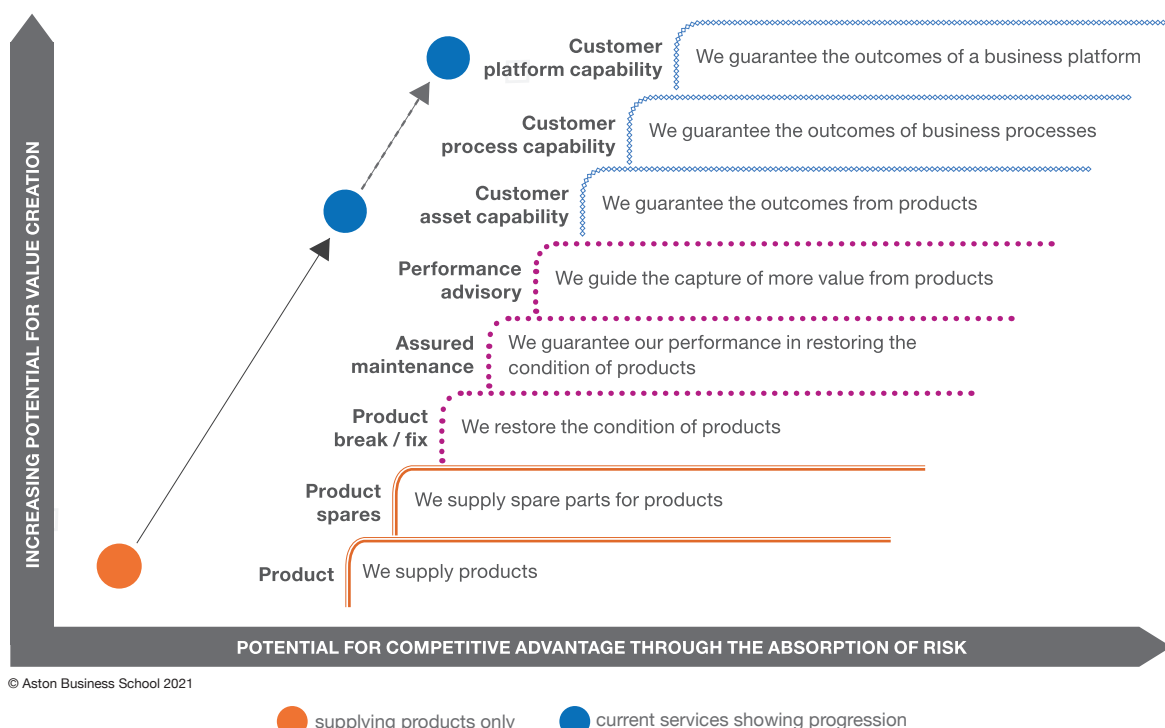 INCREASING POTENTIAL FOR VALUE CREATION
Customer
platform capability
We guarantee the outcomes of a business platform
Customer
process capability
We guarantee the outcomes of business processes
Customer
asset capability
We guarantee the outcomes from products
Performance
advisory
We guide the capture of more value from products
Assured
maintenance
We guarantee our performance in restoring the
condition of products
Product
break / fix
We restore the condition of products
Product
spares
We supply spare parts for products
Product
We supply products
POTENTIAL FOR COMPETITIVE ADVANTAGE THROUGH THE ABSORPTION OF RISK
© Aston Business School 2021
supplying products only
current services showing progression